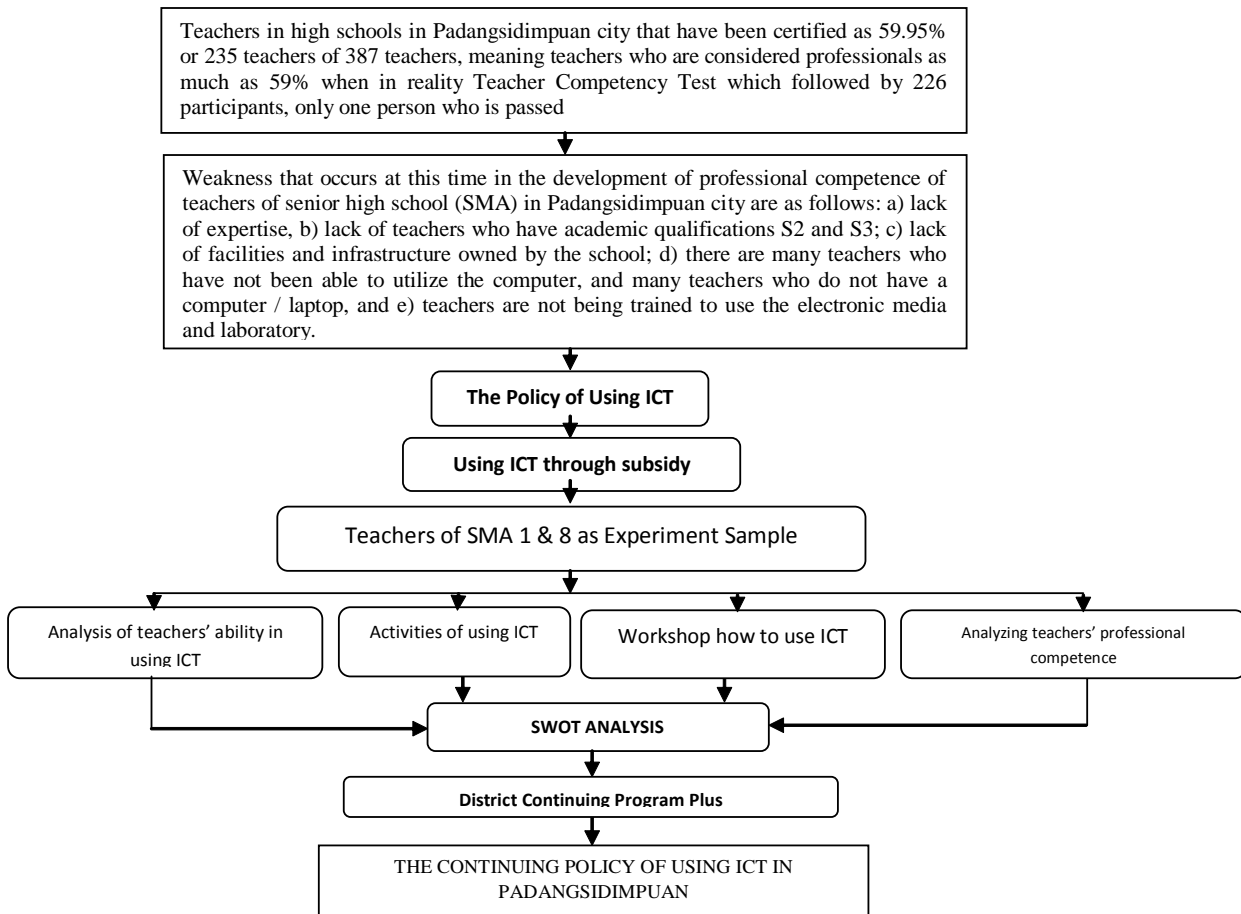 Teachers in high schools in Padangsidimpuan city that have been certified as 59.95%
or 235 teachers of 387 teachers, meaning teachers who are considered professionals as
much as 59% when in reality Teacher Competency Test which followed by 226
participants, only one person who is passed
Weakness that occurs at this time in the development of professional competence of
teachers of senior high school (SMA) in Padangsidimpuan city are as follows: a) lack
of expertise, b) lack of teachers who have academic qualifications S2 and S3; c) lack
of facilities and infrastructure owned by the school; d) there are many teachers who
have not been able to utilize the computer, and many teachers who do not have a
computer / laptop, and e) teachers are not being trained to use the electronic media
and laboratory.
The Policy of Using ICT
Using ICT through subsidy
Teachers of SMA 1 & 8 as Experiment Sample
Analysis of teachers’ ability in
using ICT
Activities of using ICT
Workshop how to use ICT
Analyzing teachers’ professional
competence
SWOT ANALYSIS
District Continuing Program Plus
THE CONTINUING POLICY OF USING ICT IN
PADANGSIDIMPUAN